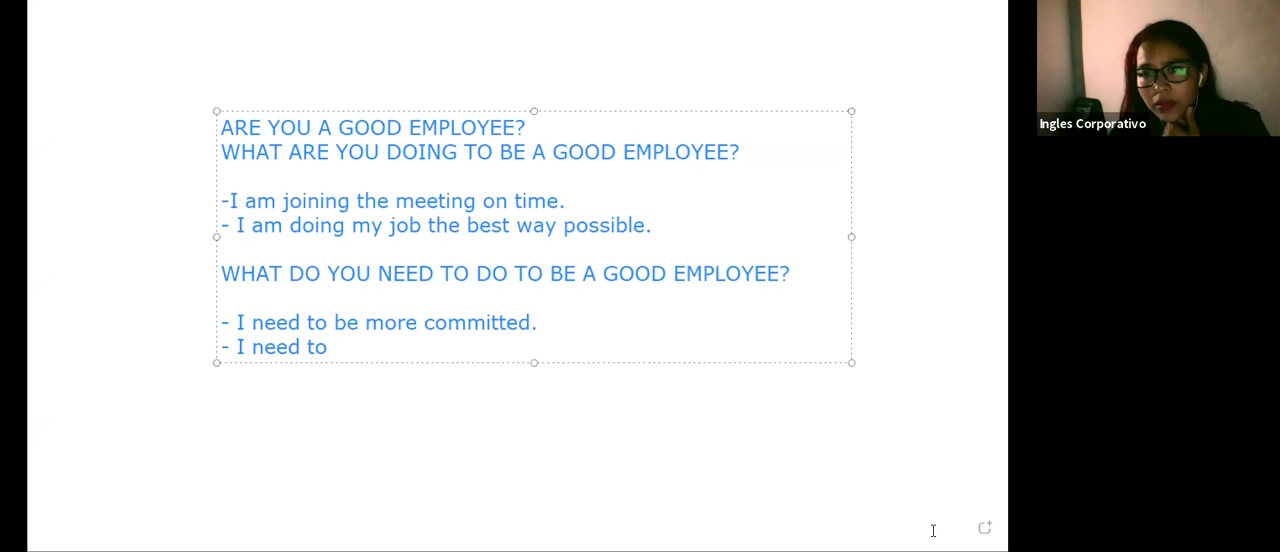 ARE YOU A GOOD EMPLOYEE?
WHAT ARE YOU DOING TO BE A GOOD EMPLOYEE?
-I am joining the meeting on time.
- I am doing my job the best way possible.
WHAT DO YOU NEED TO DO TO BE A GOOD EMPLOYEE?
- I need to be more committed.
- I need to
Ingles Corporativo